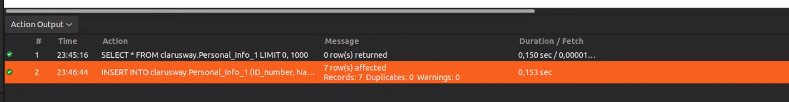 Action Output
# Time Action Message Duration / Fetch
1 23:45:16 SELECT * FROM clarusway.Personal_Info_1 LIMIT 0, 1000 0 row(s) returned 0,150 sec / 0,00001...
2 23:46:44 INSERT INTO clarusway.Personal_Info_1 (ID_number, Na... 7 row(s) affected 0,153 sec
Records: 7 Duplicates: 0 Warnings: 0